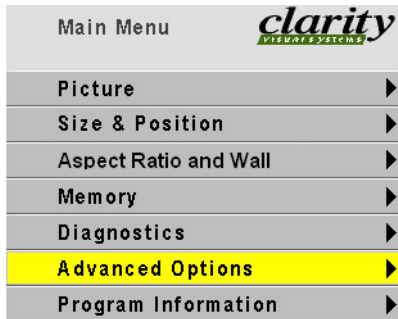 Main Menu
clarity
VISUAL SYSTEMS
Picture
Size & Position
Aspect Ratio and Wall
Memory
Diagnostics
Advanced Options
Program Information